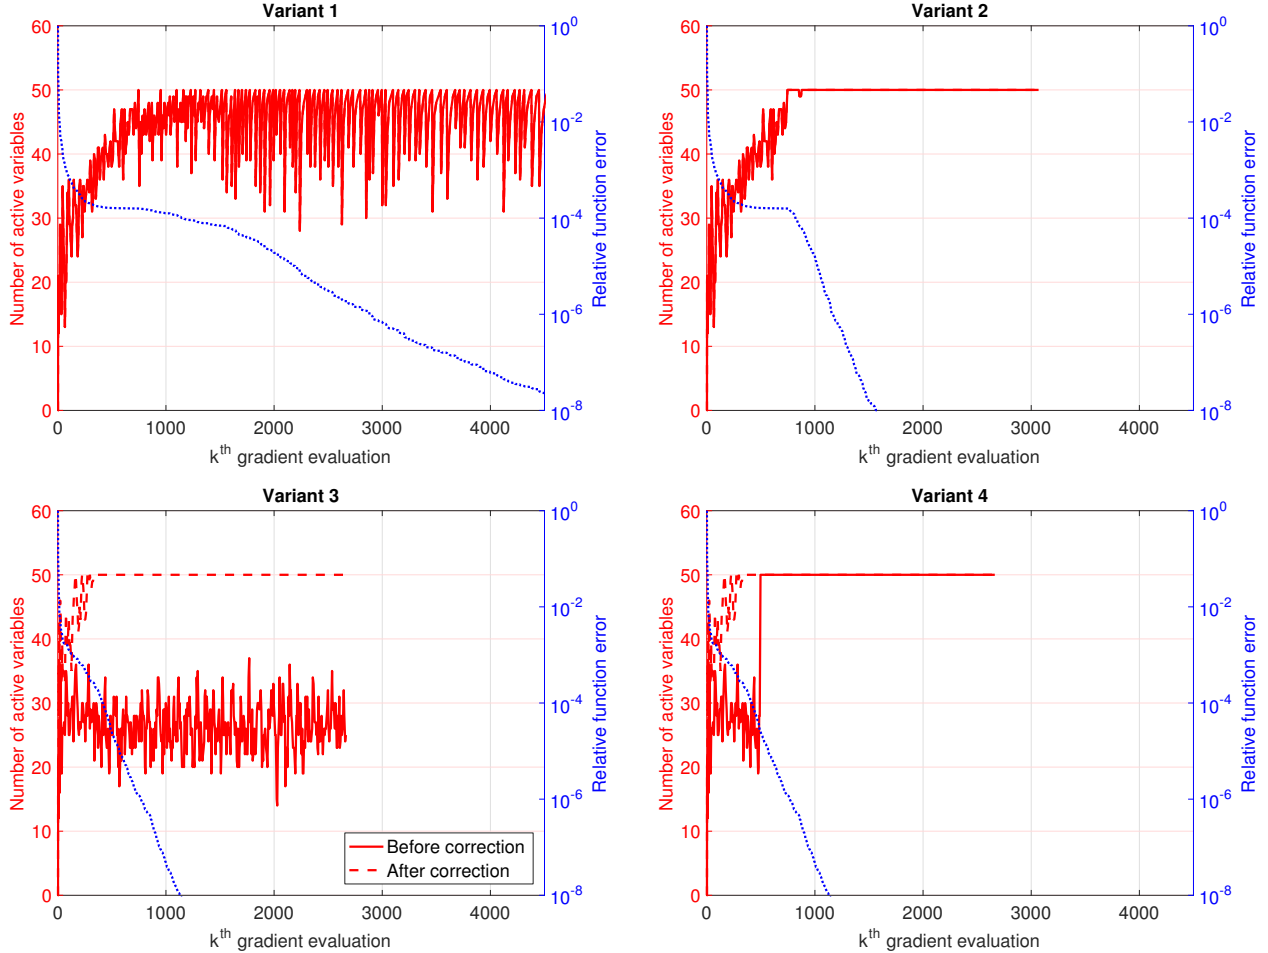 Variant 1
Number of active variables
60
50
40
30
20
10
0
0 1000 2000 3000 4000
k^th gradient evaluation
10^0
10^-2
10^-4
10^-6
10^-8
Relative function error
Variant 2
Number of active variables
60
50
40
30
20
10
0
0 1000 2000 3000 4000
k^th gradient evaluation
10^0
10^-2
10^-4
10^-6
10^-8
Relative function error
Variant 3
Number of active variables
60
50
40
30
20
10
0
0 1000 2000 3000 4000
k^th gradient evaluation
10^0
10^-2
10^-4
10^-6
10^-8
Relative function error
Before correction
After correction
Variant 4
Number of active variables
60
50
40
30
20
10
0
0 1000 2000 3000 4000
k^th gradient evaluation
10^0
10^-2
10^-4
10^-6
10^-8
Relative function error